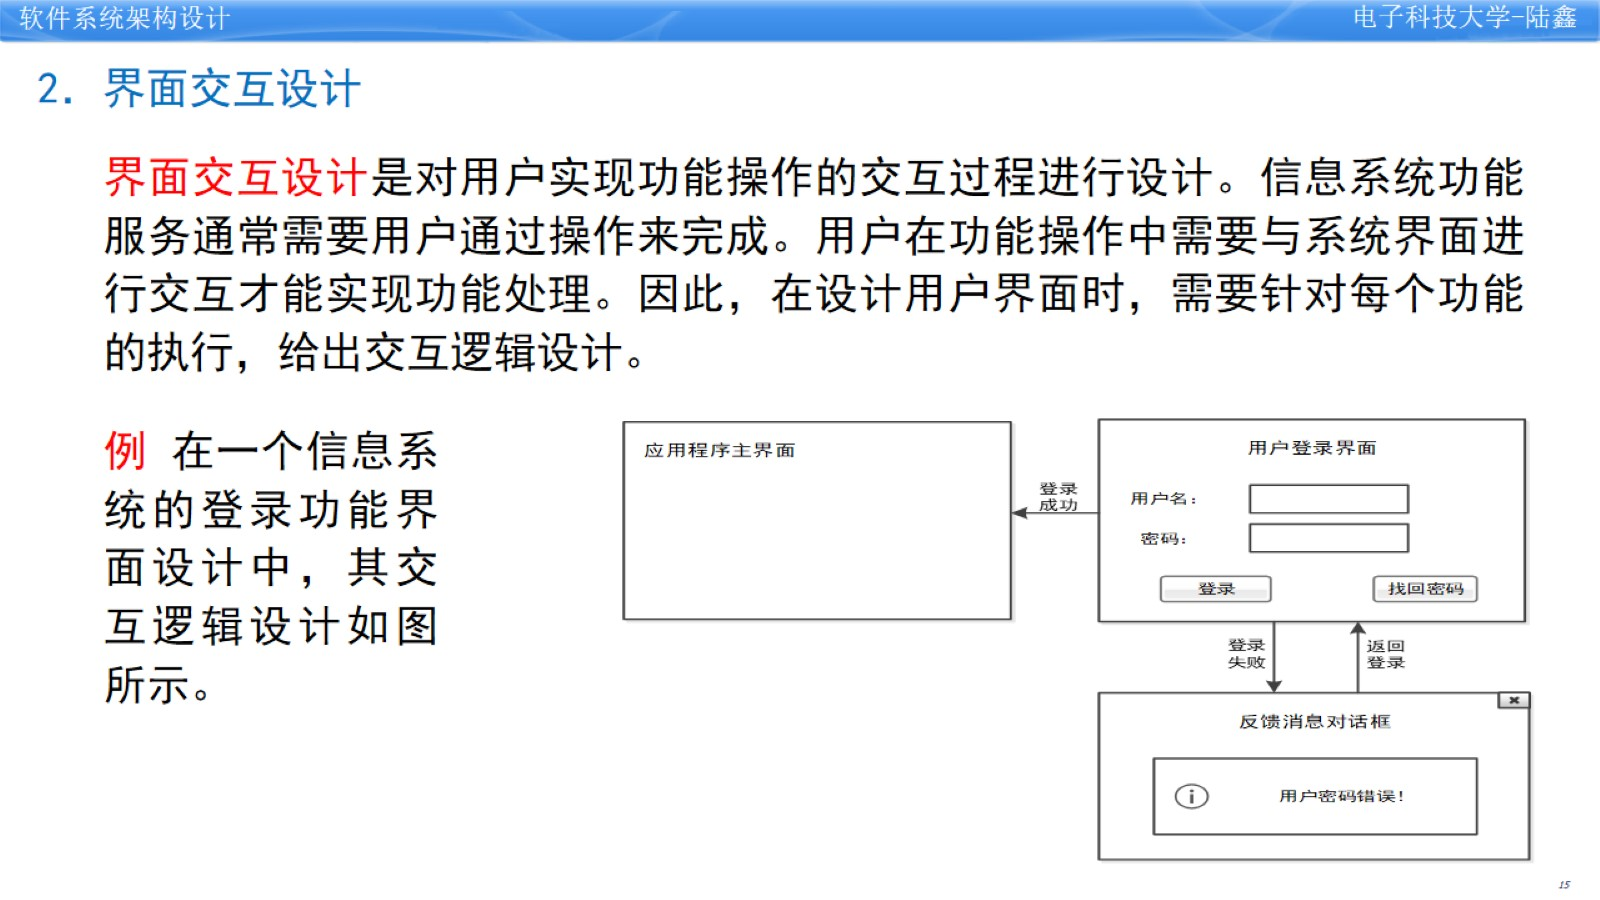 软件系统架构设计
电子科技大学-陆鑫
2. 界面交互设计
界面交互设计是对用户实现功能操作的交互过程进行设计。信息系统功能
服务通常需要用户通过操作来完成。用户在功能操作中需要与系统界面进
行交互才能实现功能处理。因此，在设计用户界面时，需要针对每个功能
的执行，给出交互逻辑设计。
例 在一个信息系
统的登录功能界
面设计中，其交
互逻辑设计如图
所示。
应用程序主界面
登录
成功
用户登录界面
用户名：
密码：
登录
找回密码
登录
失败
返回
登录
反馈消息对话框
用户密码错误！
15